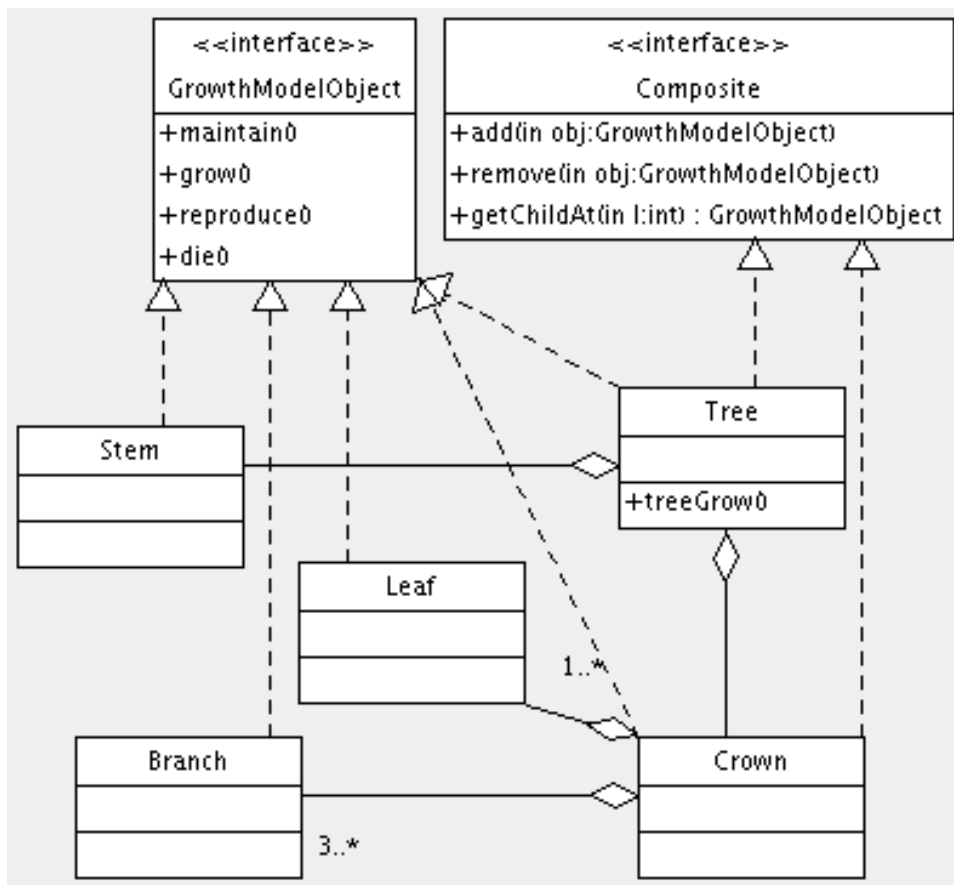 <<interface>>
GrowthModelObject
+maintain()
+grow()
+reproduce()
+die()
<<interface>>
Composite
+add(in obj:GrowthModelObject)
+remove(in obj:GrowthModelObject)
+getChildAt(in I:int) : GrowthModelObject
Tree
+treeGrow()
Stem
Leaf
1..*
Branch
3..*
Crown